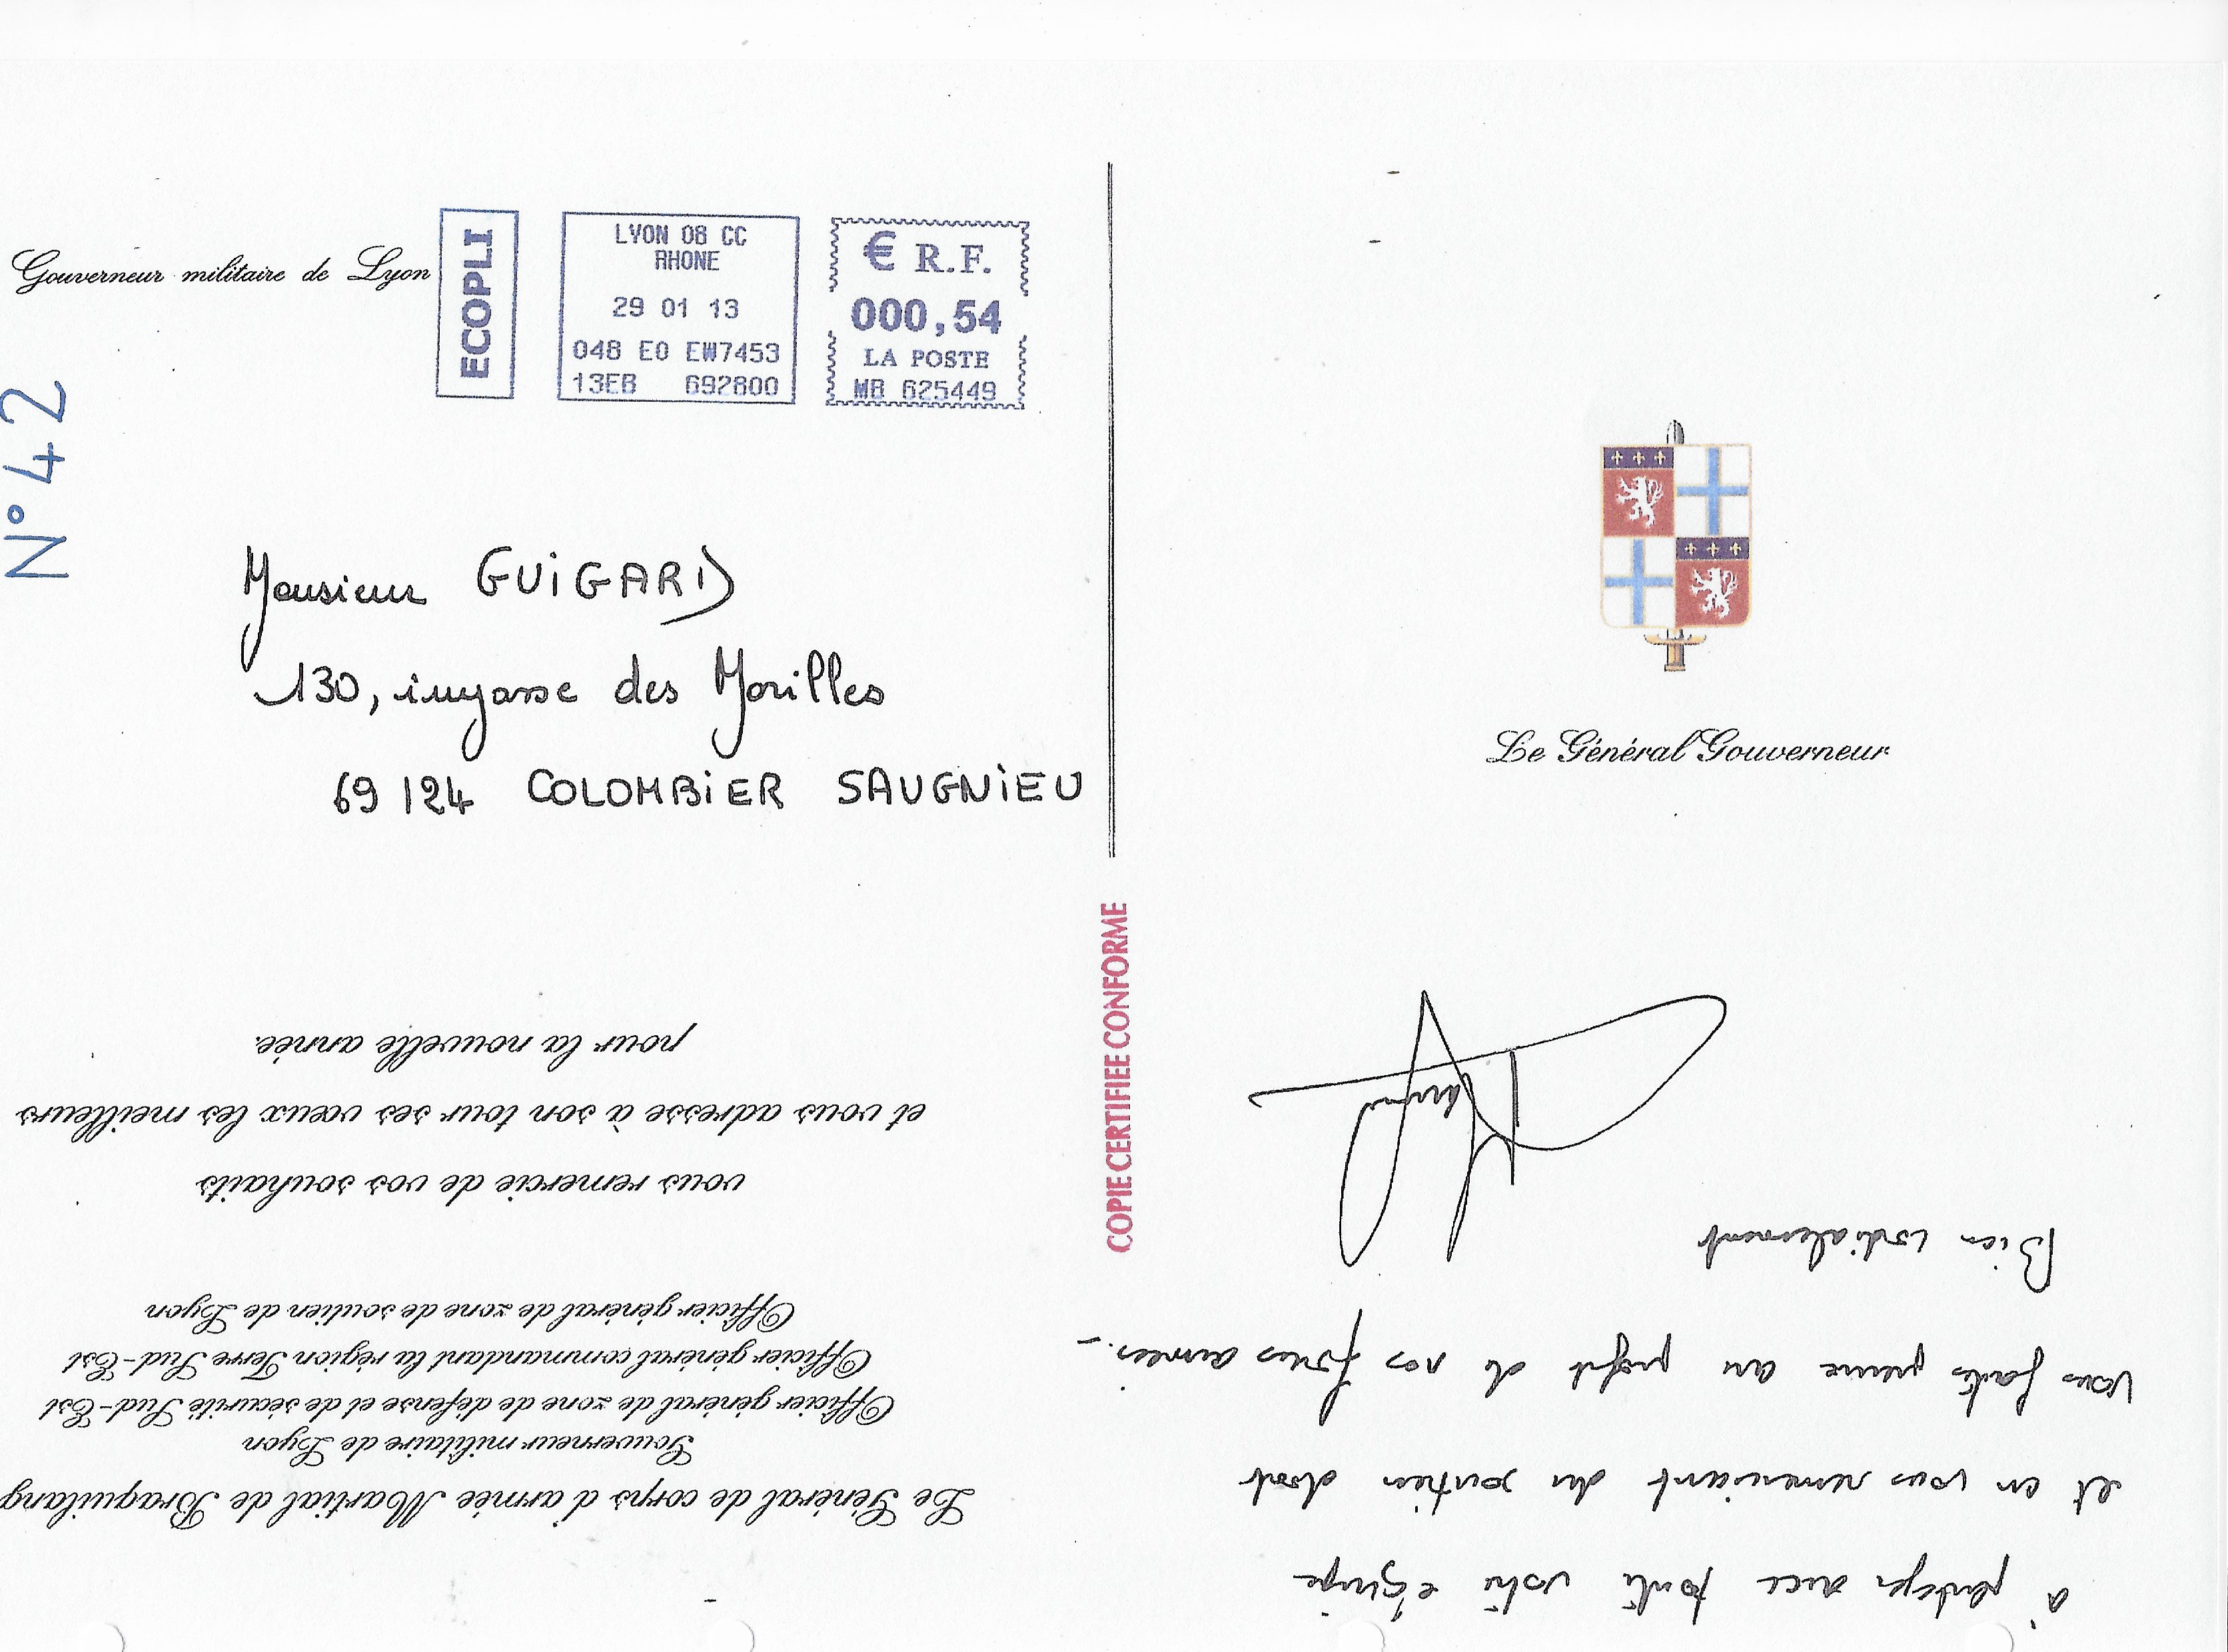 Gouverneur militaire de Lyon
ECOPLI
LYON 08 CC
RHONE
29 01 13
048 E0 EW7453
13EB 692800
€ R.F.
000,54
LA POSTE
MB 625449
N° 42
Monsieur GUIGARD
130, impasse des Morilles
69124 COLOMBIER SAUGNIEU
Le Général Gouverneur
COPIE CERTIFIEE CONFORME
Le Général de corps d'armée Martial de Braquilang
Gouverneur militaire de Lyon
Officier général de zone de défense et de sécurité Sud-Est
Officier général commandant la région Terre Sud-Est
Officier général de zone de soutien de Lyon
vous remercie de vos souhaits
et vous adresse à son tour ses vœux les meilleurs
pour la nouvelle année.
à partager avec toute votre équipe
et en vous remerciant du soutien dont
vous faites preuve au profit de nos forces armées.-
Bien cordialement